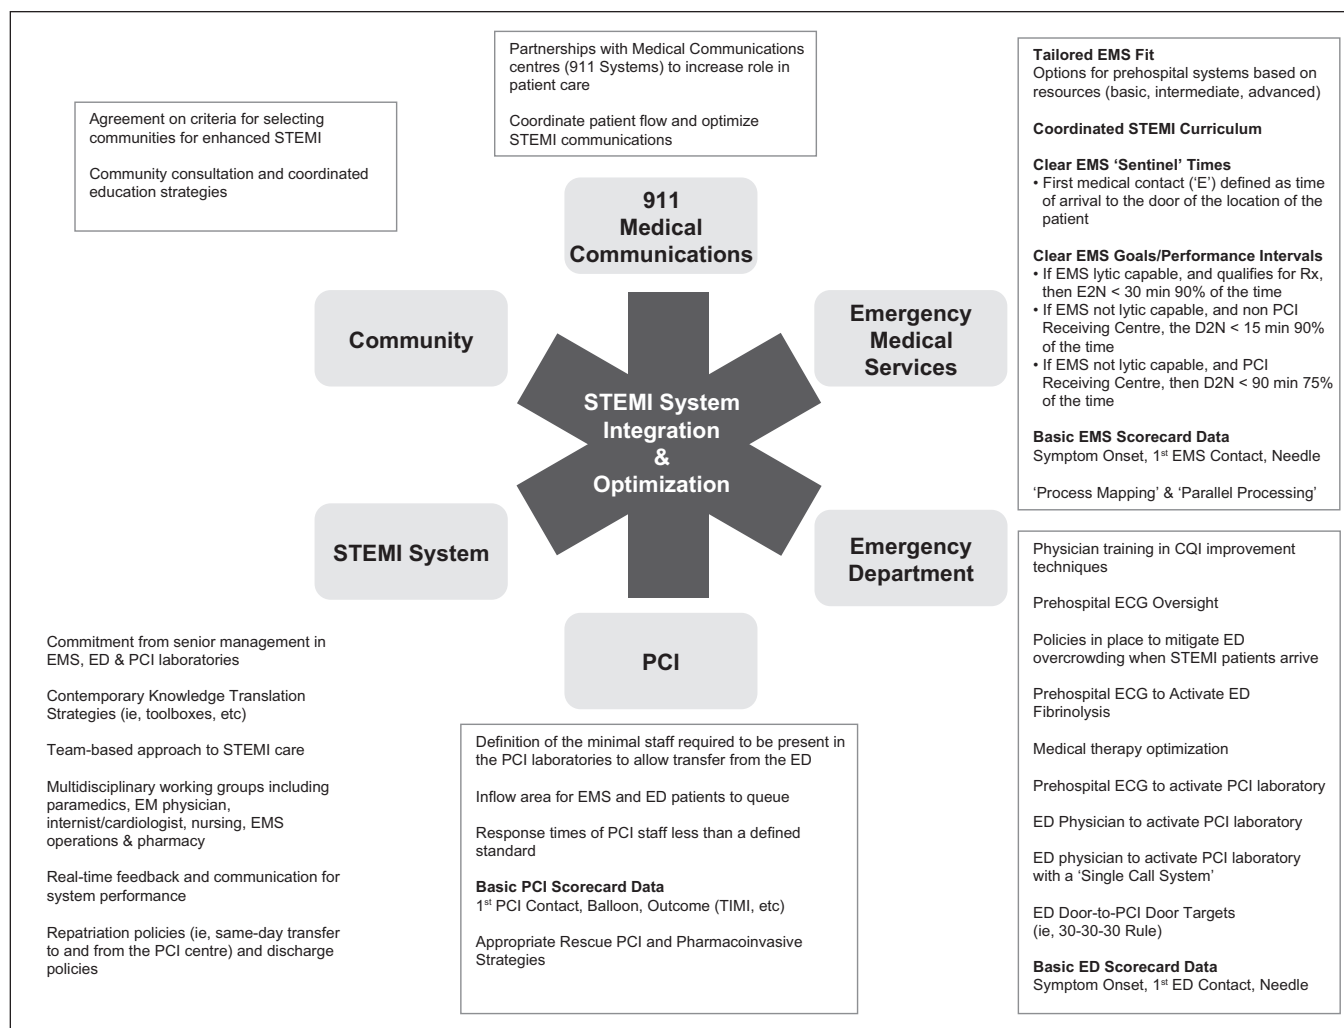 Partnerships with Medical Communications
centres (911 Systems) to increase role in
patient care
Coordinate patient flow and optimize
STEMI communications
Agreement on criteria for selecting
communities for enhanced STEMI
Community consultation and coordinated
education strategies
Tailored EMS Fit
Options for prehospital systems based on
resources (basic, intermediate, advanced)
Coordinated STEMI Curriculum
Clear EMS ‘Sentinel’ Times
• First medical contact (‘E’) defined as time
of arrival to the door of the location of the
patient
Clear EMS Goals/Performance Intervals
• If EMS lytic capable, and qualifies for Rx,
then E2N < 30 min 90% of the time
• If EMS not lytic capable, and non PCI
Receiving Centre, the D2N < 15 min 90%
of the time
• If EMS not lytic capable, and PCI
Receiving Centre, then D2N < 90 min 75%
of the time
Basic EMS Scorecard Data
Symptom Onset, 1st EMS Contact, Needle
‘Process Mapping’ & ‘Parallel Processing’
911
Medical
Communications
Community
Emergency
Medical
Services
STEMI System
Integration
&
Optimization
STEMI System
Emergency
Department
PCI
Commitment from senior management in
EMS, ED & PCI laboratories
Contemporary Knowledge Translation
Strategies (ie, toolboxes, etc)
Team-based approach to STEMI care
Multidisciplinary working groups including
paramedics, EM physician,
internist/cardiologist, nursing, EMS
operations & pharmacy
Real-time feedback and communication for
system performance
Repatriation policies (ie, same-day transfer
to and from the PCI centre) and discharge
policies
Definition of the minimal staff required to be present in
the PCI laboratories to allow transfer from the ED
Inflow area for EMS and ED patients to queue
Response times of PCI staff less than a defined
standard
Basic PCI Scorecard Data
1st PCI Contact, Balloon, Outcome (TIMI, etc)
Appropriate Rescue PCI and Pharmacoinvasive
Strategies
Physician training in CQI improvement
techniques
Prehospital ECG Oversight
Policies in place to mitigate ED
overcrowding when STEMI patients arrive
Prehospital ECG to Activate ED
Fibrinolysis
Medical therapy optimization
Prehospital ECG to activate PCI laboratory
ED Physician to activate PCI laboratory
ED physician to activate PCI laboratory
with a ‘Single Call System’
ED Door-to-PCI Door Targets
(ie, 30-30-30 Rule)
Basic ED Scorecard Data
Symptom Onset, 1st ED Contact, Needle